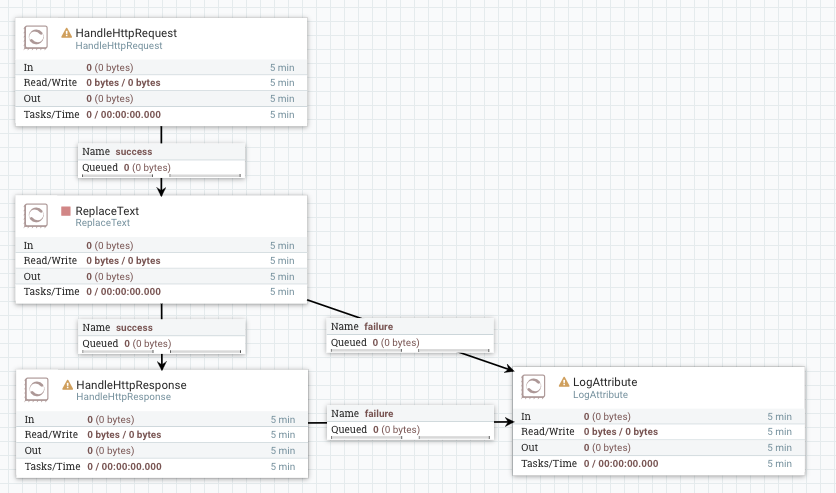 HandleHttpRequest
HandleHttpRequest
In 0 (0 bytes) 5 min
Read/Write 0 bytes / 0 bytes 5 min
Out 0 (0 bytes) 5 min
Tasks/Time 0 / 00:00:00.000 5 min
Name success
Queued 0 (0 bytes)
ReplaceText
ReplaceText
In 0 (0 bytes) 5 min
Read/Write 0 bytes / 0 bytes 5 min
Out 0 (0 bytes) 5 min
Tasks/Time 0 / 00:00:00.000 5 min
Name success
Queued 0 (0 bytes)
Name failure
Queued 0 (0 bytes)
HandleHttpResponse
HandleHttpResponse
In 0 (0 bytes) 5 min
Read/Write 0 bytes / 0 bytes 5 min
Out 0 (0 bytes) 5 min
Tasks/Time 0 / 00:00:00.000 5 min
Name failure
Queued 0 (0 bytes)
LogAttribute
LogAttribute
In 0 (0 bytes) 5 min
Read/Write 0 bytes / 0 bytes 5 min
Out 0 (0 bytes) 5 min
Tasks/Time 0 / 00:00:00.000 5 min